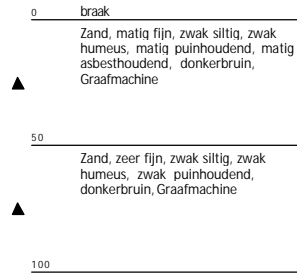 0 braak
Zand, matig fijn, zwak siltig, zwak
humeus, matig puinhoudend, matig
asbesthoudend, donkerbruin,
Graafmachine
50
Zand, zeer fijn, zwak siltig, zwak
humeus, zwak puinhoudend,
donkerbruin, Graafmachine
100